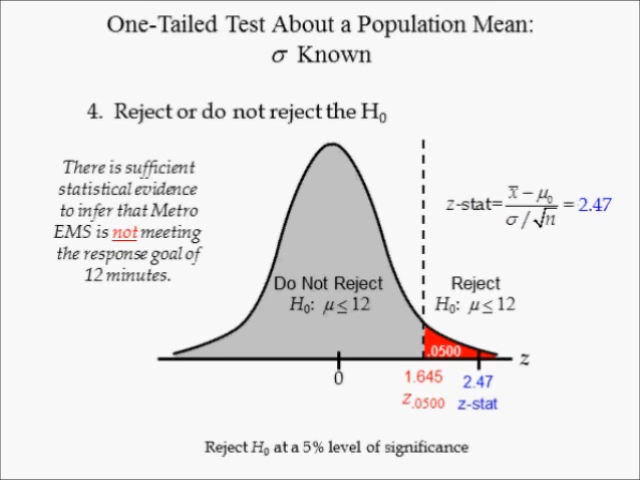 One-Tailed Test About a Population Mean:
σ Known
4. Reject or do not reject the H₀
There is sufficient
statistical evidence
to infer that Metro
EMS is not meeting
the response goal of
12 minutes.
z-stat= (x̄ − μ₀) / (σ / √n) = 2.47
Do Not Reject
H₀: μ ≤ 12
Reject
H₀: μ ≤ 12
.0500
z
0
1.645
2.47
z.0500
z-stat
Reject H₀ at a 5% level of significance